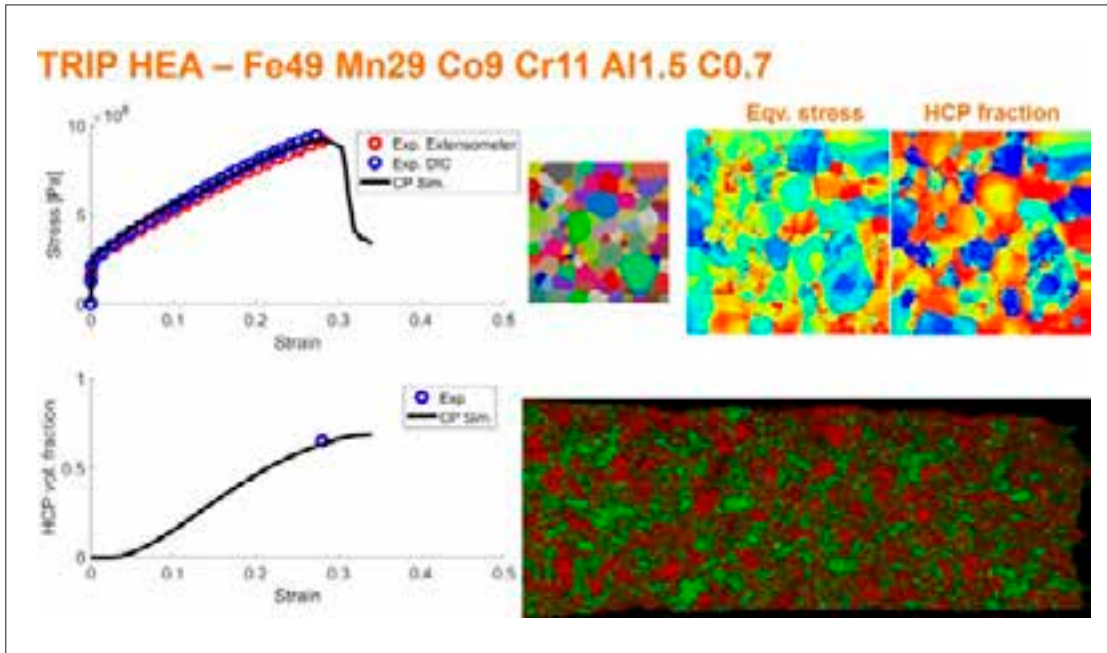 TRIP HEA – Fe49 Mn29 Co9 Cr11 Al1.5 C0.7
× 10⁸
10
5
0
Stress [Pa]
Exp. Extensometer
Exp. DIC
CP Sim.
0 0.1 0.2 0.3 0.4 0.5
Strain
Eqv. stress
HCP fraction
1
0.5
0
HCP vol. fraction
Exp
CP Sim.
0 0.1 0.2 0.3 0.4 0.5
Strain